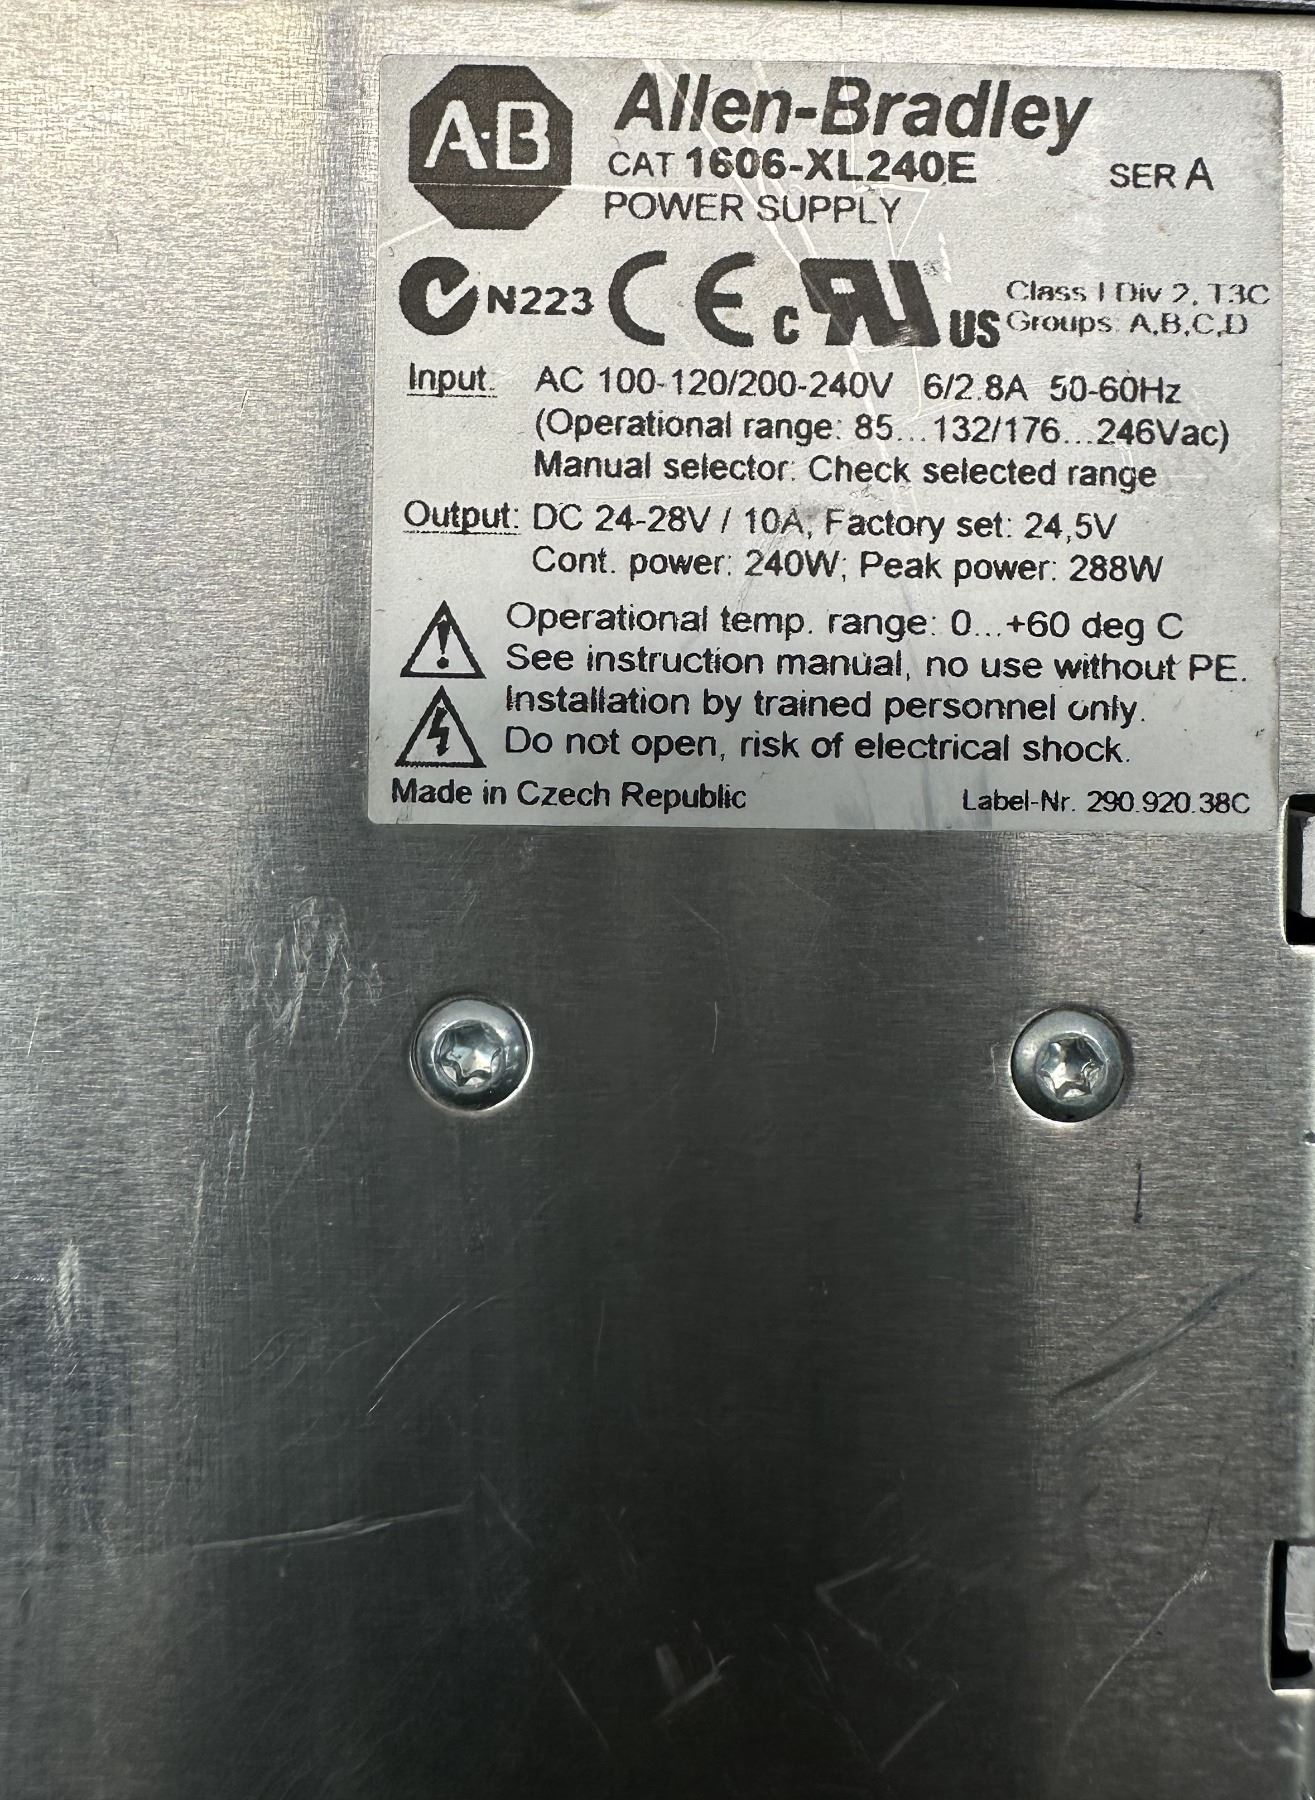 A-B Allen-Bradley
CAT 1606-XL240E SER A
POWER SUPPLY
N223 CE c RU US Class I Div 2, T3C
Groups: A,B,C,D
Input: AC 100-120/200-240V 6/2.8A 50-60Hz
(Operational range: 85...132/176...246Vac)
Manual selector: Check selected range
Output: DC 24-28V / 10A; Factory set: 24,5V
Cont. power: 240W; Peak power: 288W
Operational temp. range: 0...+60 deg C
See instruction manual, no use without PE.
Installation by trained personnel only.
Do not open, risk of electrical shock.
Made in Czech Republic Label-Nr. 290.920.38C